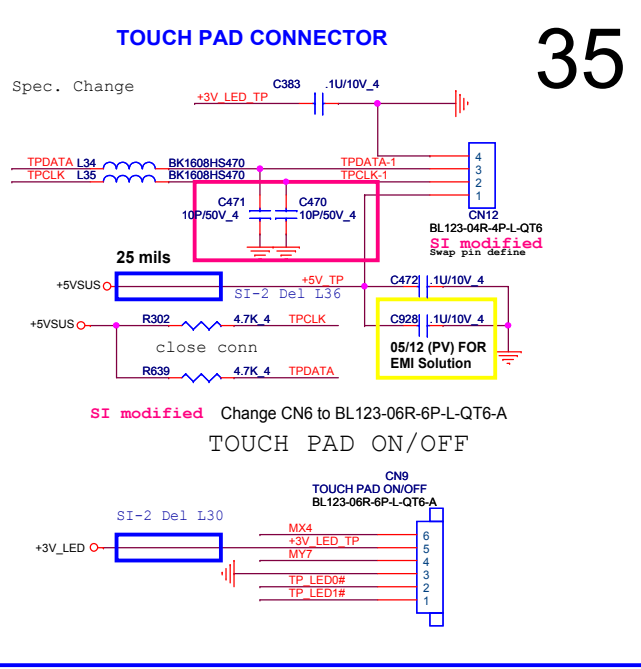 TOUCH PAD CONNECTOR
35
Spec. Change
C383 .1U/10V_4
+3V_LED_TP
TPDATA L34 BK1608HS470 TPDATA-1
TPCLK L35 BK1608HS470 TPCLK-1
4
3
2
1
C471 C470
10P/50V_4 10P/50V_4
CN12
BL123-04R-4P-L-QT6
SI modified
Swap pin define
25 mils
+5VSUS +5V_TP C472 .1U/10V_4
SI-2 Del L36
+5VSUS R302 4.7K_4 TPCLK C928 .1U/10V_4
close conn
05/12 (PV) FOR
EMI Solution
R639 4.7K_4 TPDATA
SI modified Change CN6 to BL123-06R-6P-L-QT6-A
TOUCH PAD ON/OFF
CN9
TOUCH PAD ON/OFF
BL123-06R-6P-L-QT6-A
SI-2 Del L30
MX4 6
+3V_LED +3V_LED_TP 5
MY7 4
3
TP_LED0# 2
TP_LED1# 1